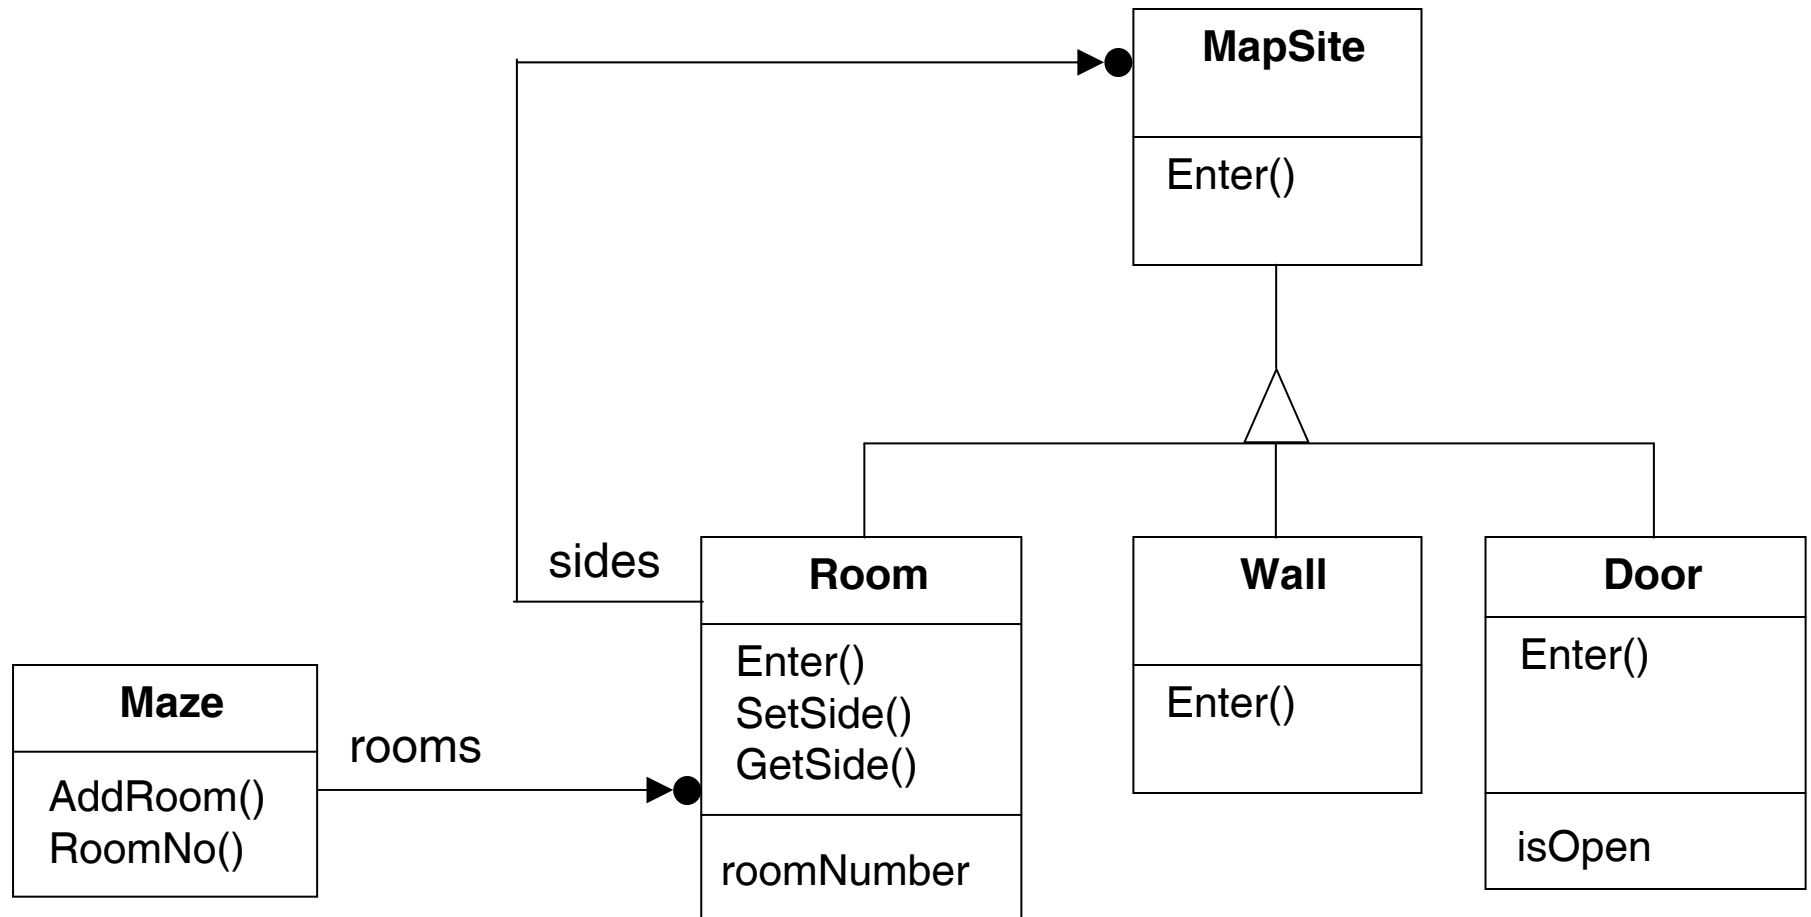 MapSite
Enter()
sides
Room
Enter()
SetSide()
GetSide()
roomNumber
Wall
Enter()
Door
Enter()
isOpen
Maze
AddRoom()
RoomNo()
rooms